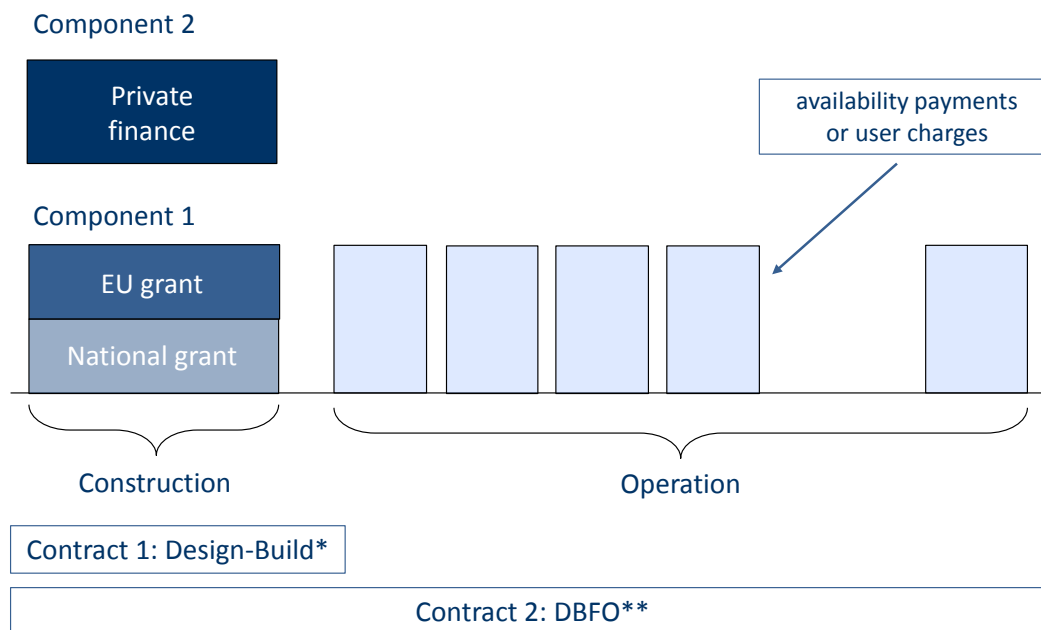 Component 2
Private
finance
availability payments
or user charges
Component 1
EU grant
National grant
Construction
Operation
Contract 1: Design-Build*
Contract 2: DBFO**